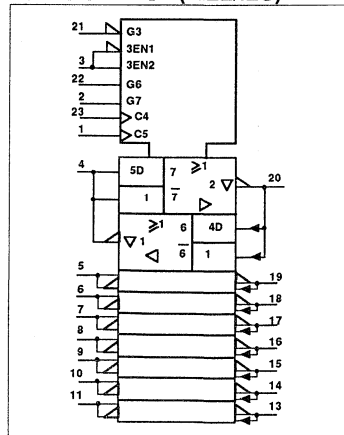 21 G3
3EN1
3 3EN2
22 G6
2 G7
23 C4
1 C5
4 5D 7 ≥1 20
1 7̅ 2 ▽
▷
≥1 6 4D
▽ 1 6̅ 1
◁
5 19
6 18
7 17
8 16
9 15
10 14
11 13